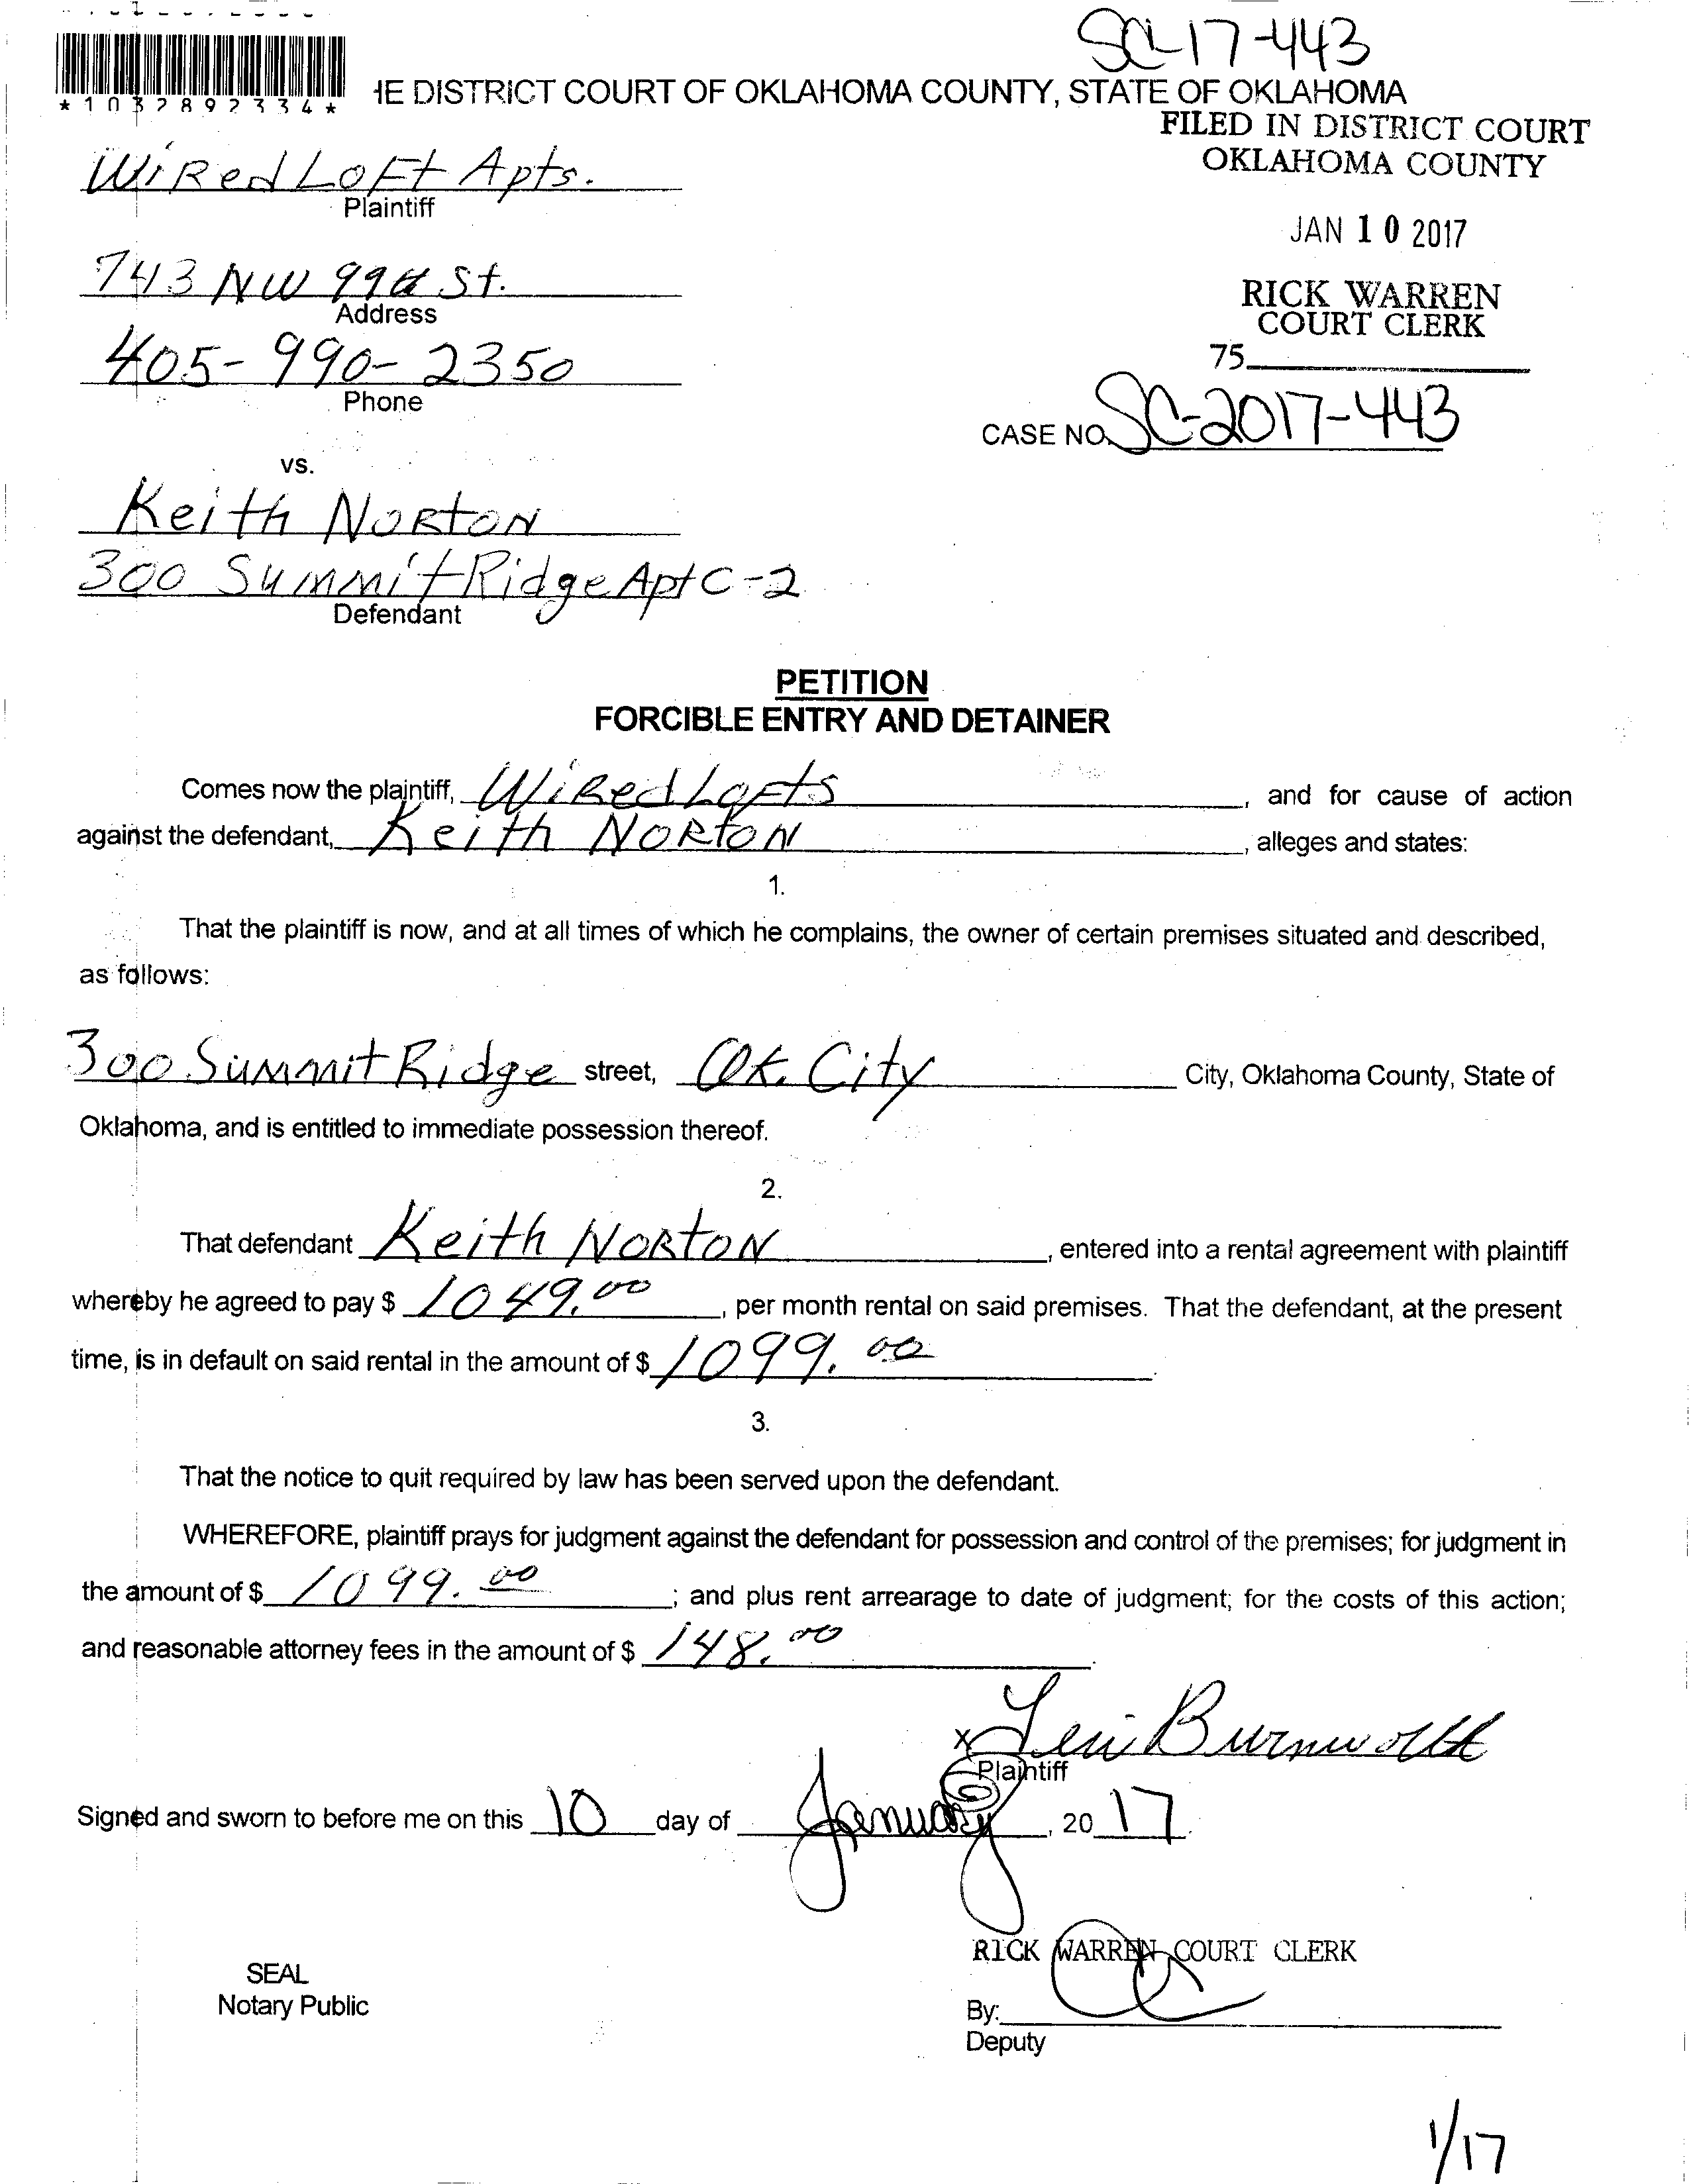 SC-17-443
*1032892334*
HE DISTRICT COURT OF OKLAHOMA COUNTY, STATE OF OKLAHOMA
FILED IN DISTRICT COURT
OKLAHOMA COUNTY
Wired Loft Apts.
Plaintiff
JAN 10 2017
743 NW 99th St.
Address
RICK WARREN
COURT CLERK
405-990-2350
Phone
75
CASE NO. SC-2017-443
vs.
Keith Norton
300 Summit Ridge Apt C-2
Defendant
PETITION
FORCIBLE ENTRY AND DETAINER
Comes now the plaintiff, Wired Lofts, and for cause of action
against the defendant, Keith Norton, alleges and states:
1.
That the plaintiff is now, and at all times of which he complains, the owner of certain premises situated and described,
as follows:
300 Summit Ridge street, Ok. City City, Oklahoma County, State of
Oklahoma, and is entitled to immediate possession thereof.
2.
That defendant Keith Norton, entered into a rental agreement with plaintiff
whereby he agreed to pay $ 1049.00, per month rental on said premises. That the defendant, at the present
time, is in default on said rental in the amount of $ 1099.00.
3.
That the notice to quit required by law has been served upon the defendant.
WHEREFORE, plaintiff prays for judgment against the defendant for possession and control of the premises; for judgment in
the amount of $ 1099.00; and plus rent arrearage to date of judgment; for the costs of this action;
and reasonable attorney fees in the amount of $ 148.00.
x Burnworth
Plaintiff
Signed and sworn to before me on this 10 day of January, 2017.
RICK WARREN COURT CLERK
SEAL
Notary Public
By:
Deputy
1/17